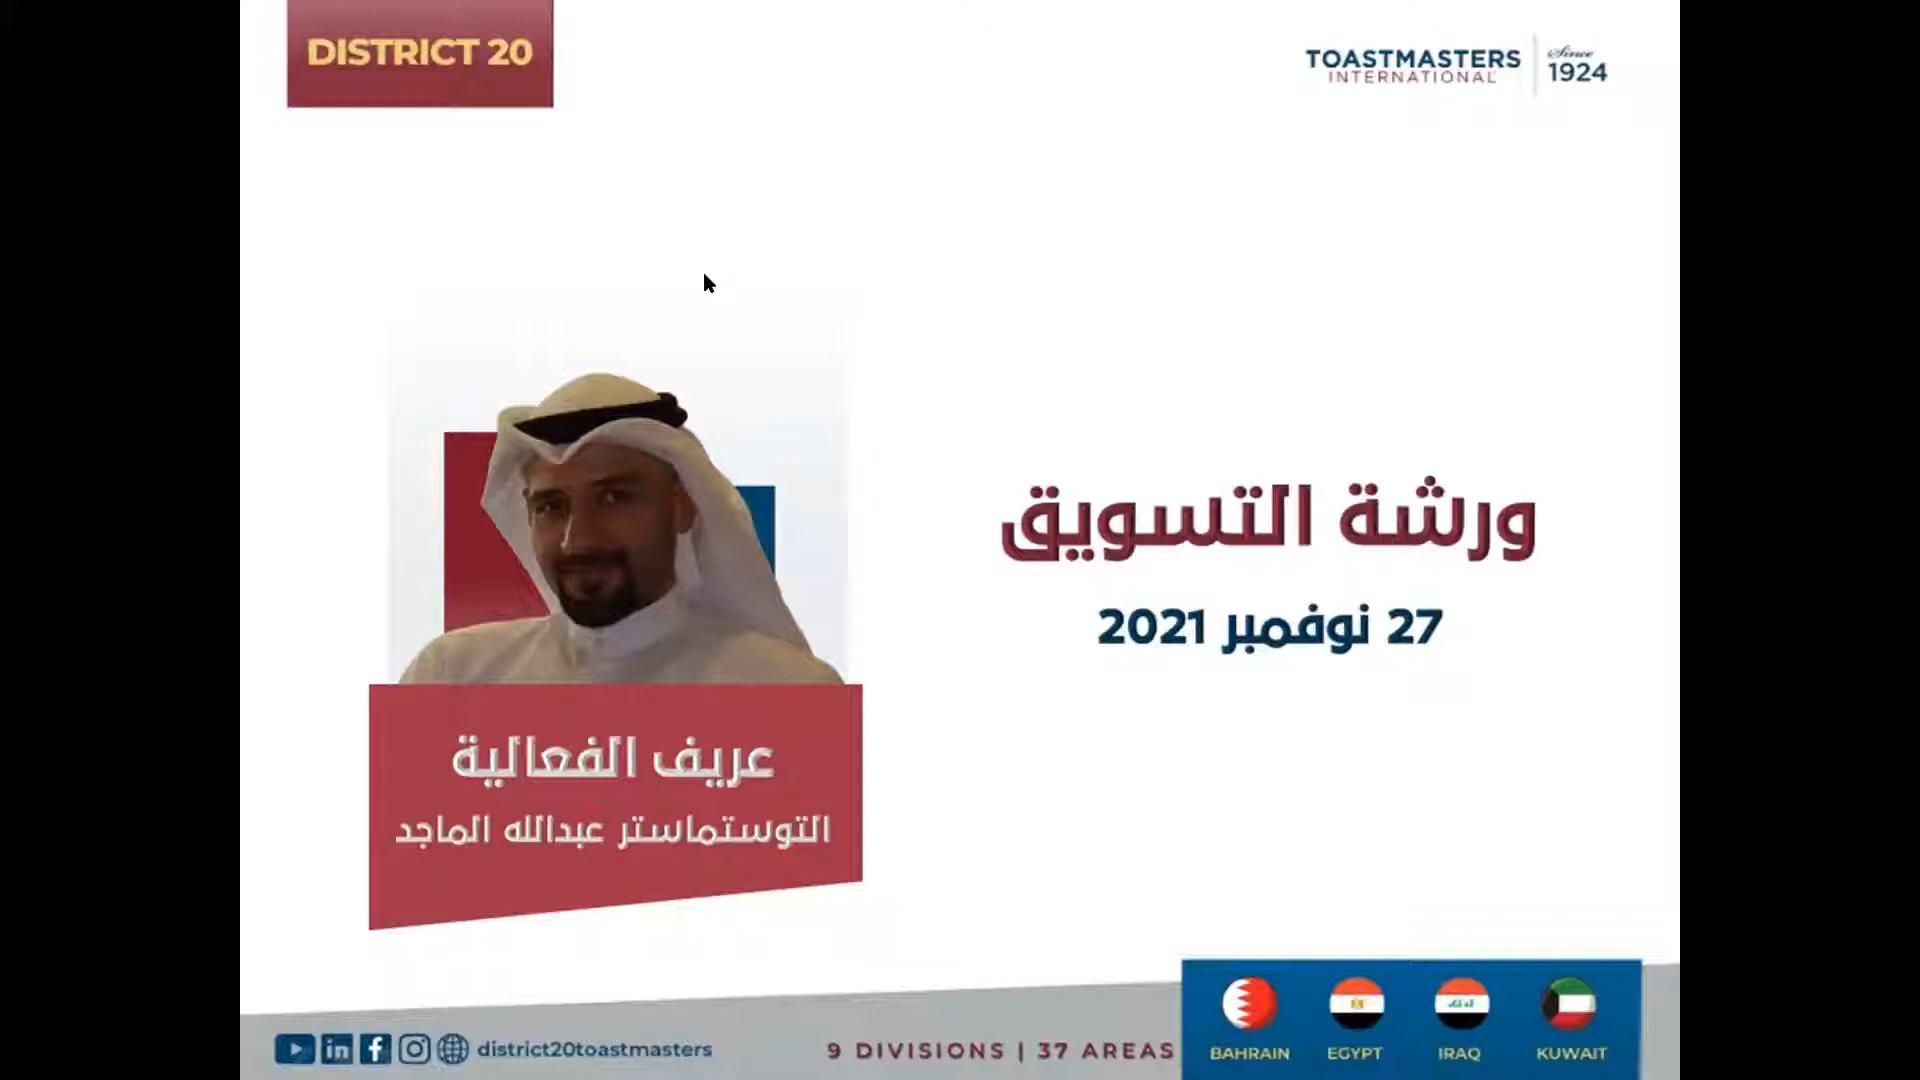 DISTRICT 20
TOASTMASTERS
INTERNATIONAL
Since
1924
ورشة التسويق
27 نوفمبر 2021
عريف الفعالية
التوستماستر عبدالله الماجد
district20toastmasters
9 DIVISIONS | 37 AREAS
BAHRAIN
EGYPT
IRAQ
KUWAIT